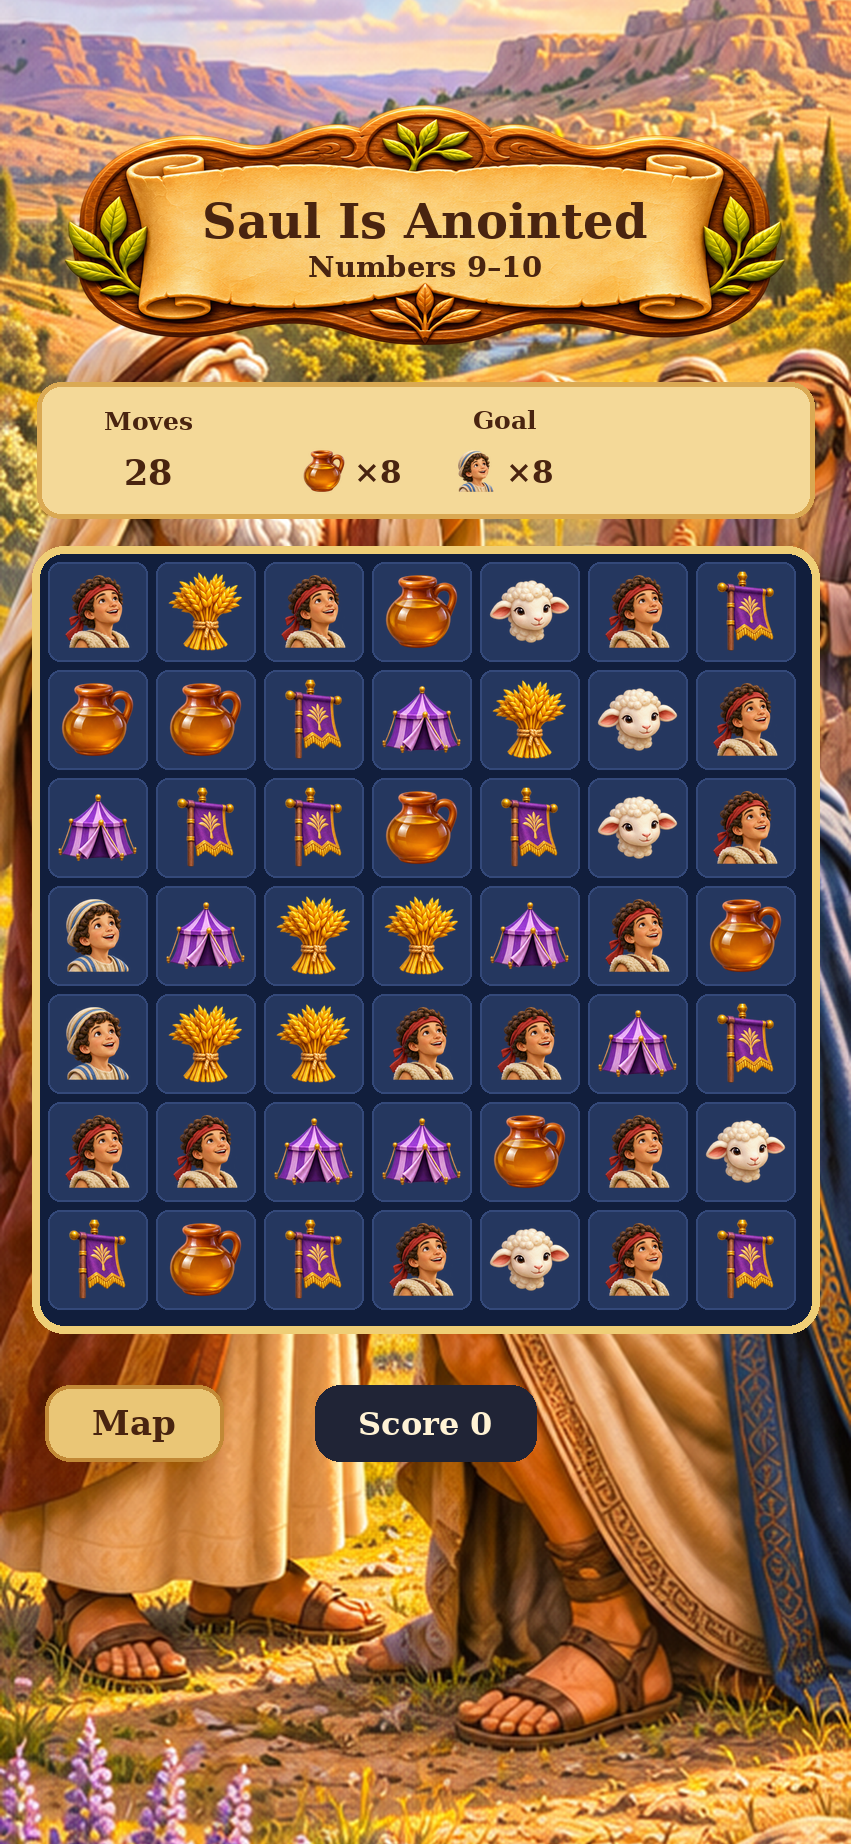 Saul Is Anointed
Numbers 9–10
Moves
Goal
28
×8
×8
Map
Score 0